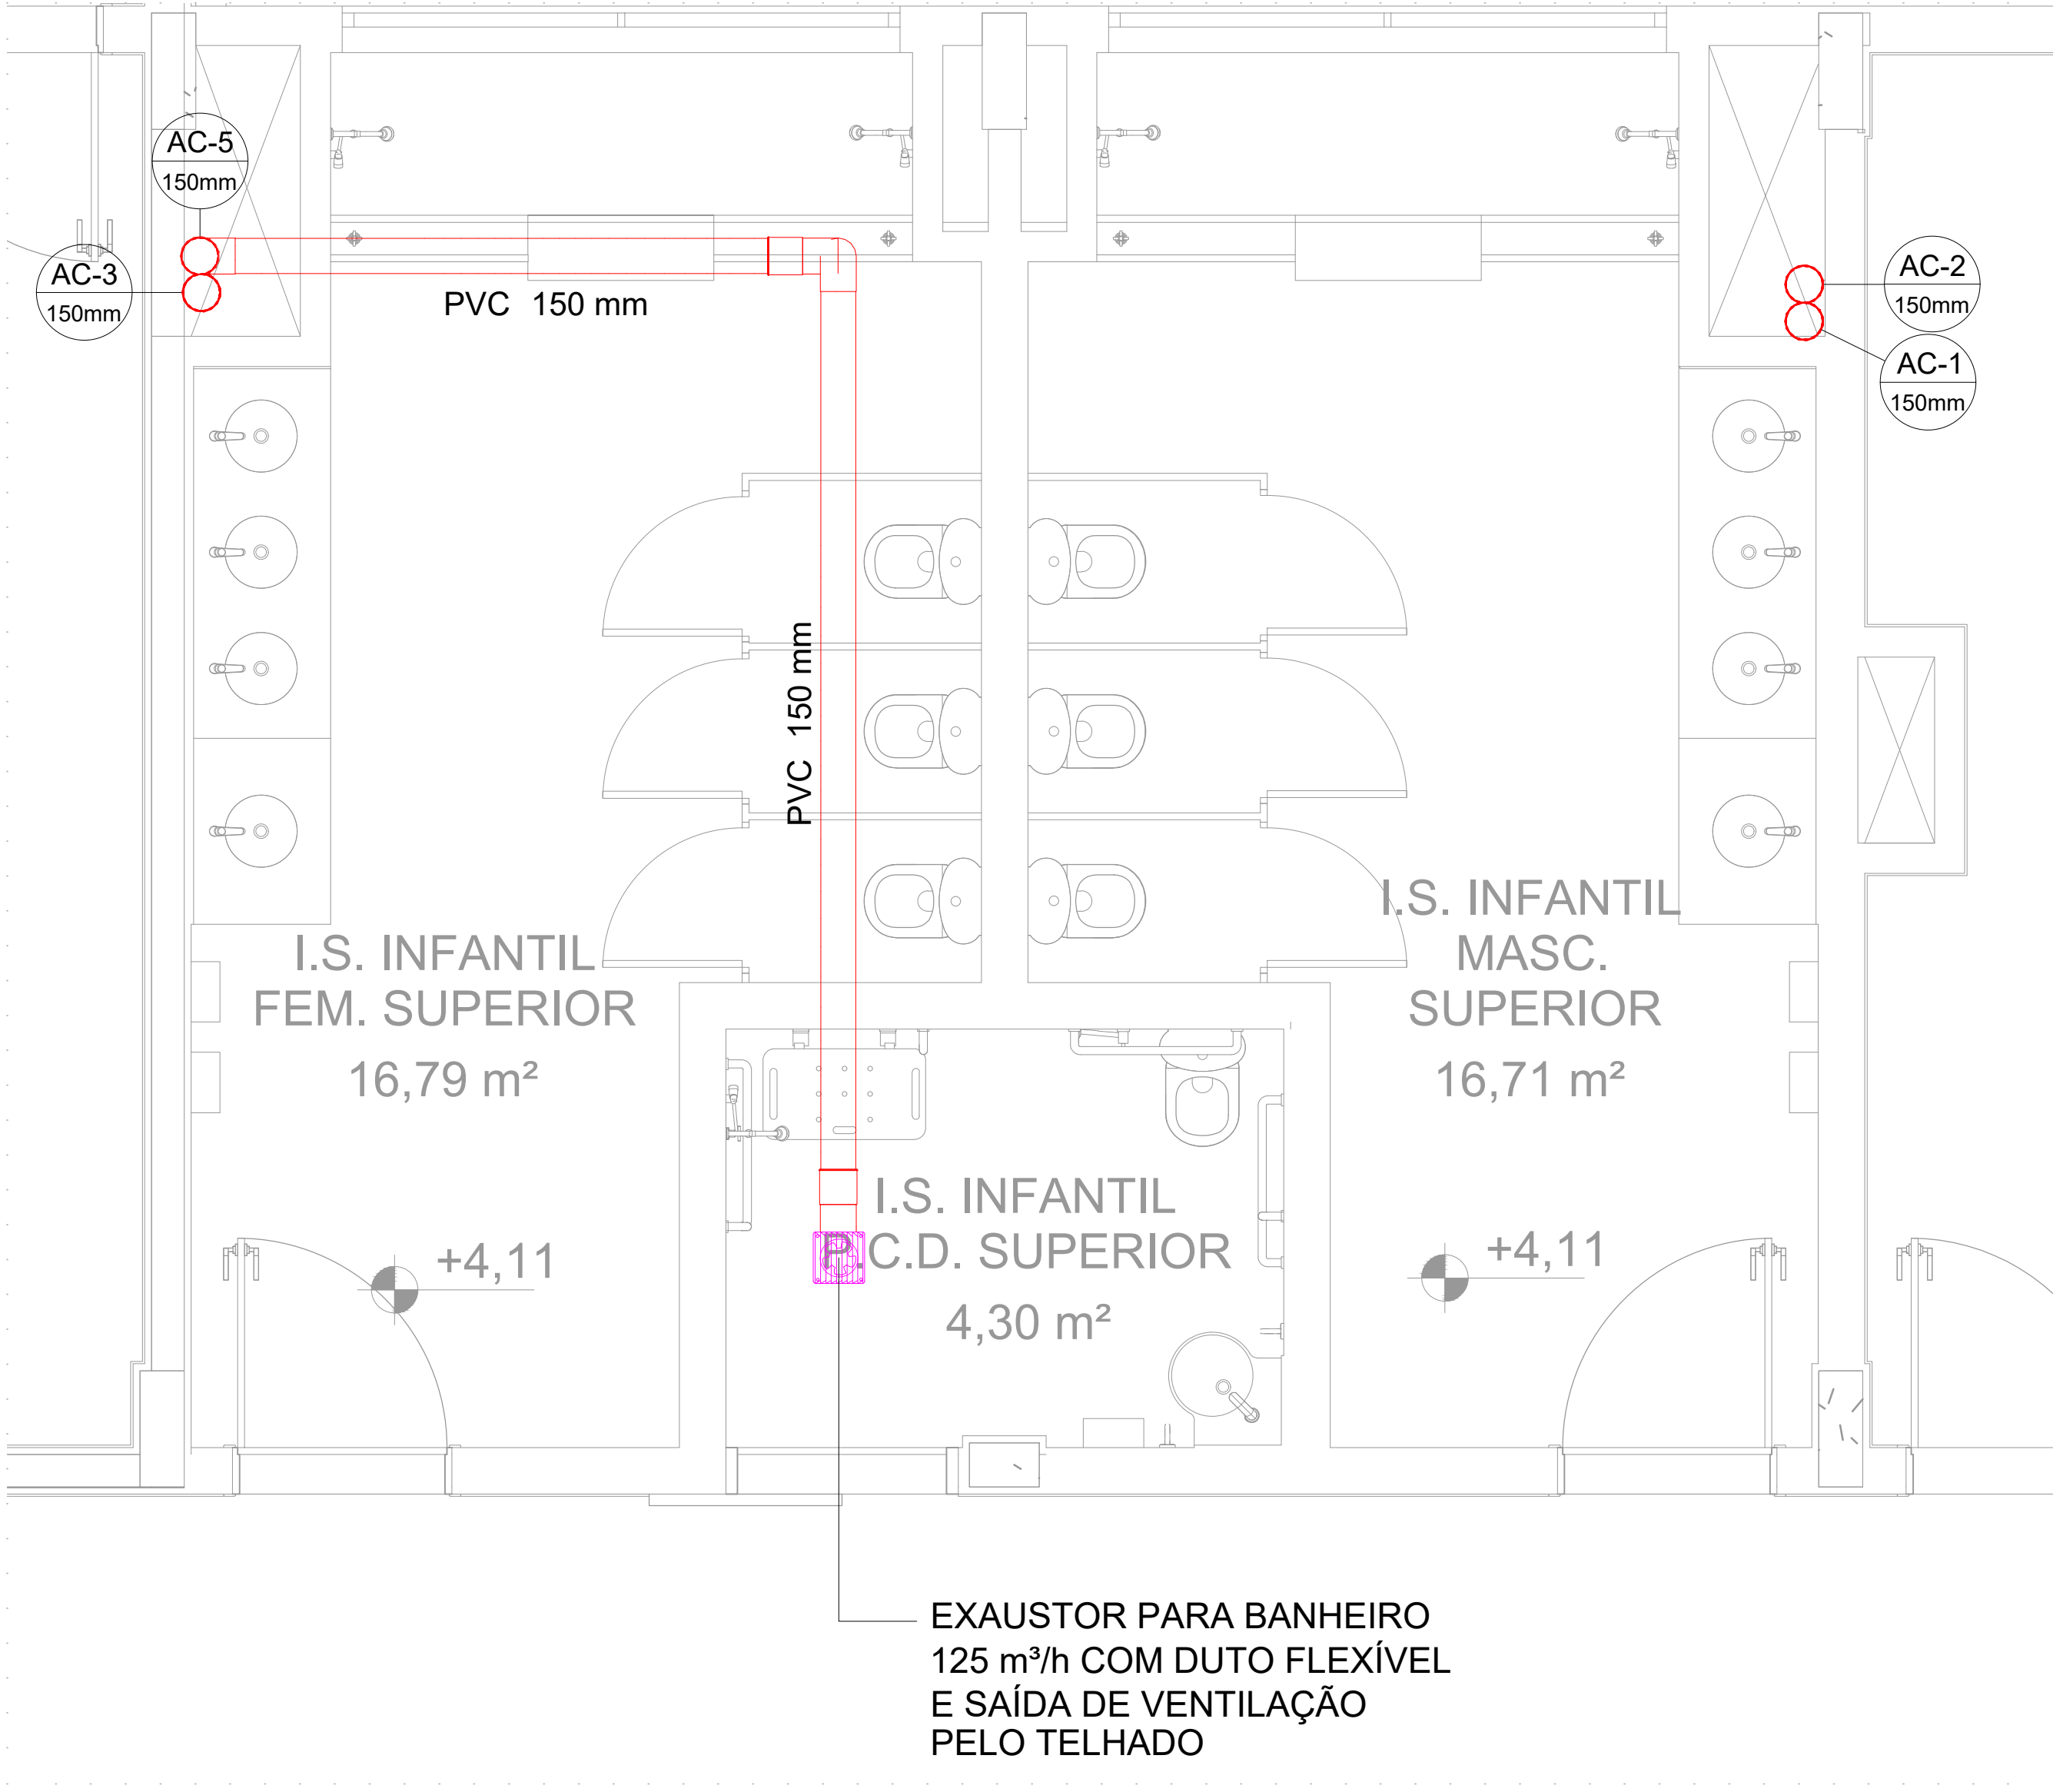 AC-5
150mm
AC-3
150mm
PVC 150 mm
AC-2
150mm
AC-1
150mm
PVC 150 mm
I.S. INFANTIL
FEM. SUPERIOR
16,79 m²
I.S. INFANTIL
MASC.
SUPERIOR
16,71 m²
I.S. INFANTIL
P.C.D. SUPERIOR
4,30 m²
+4,11
+4,11
EXAUSTOR PARA BANHEIRO
125 m³/h COM DUTO FLEXÍVEL
E SAÍDA DE VENTILAÇÃO
PELO TELHADO